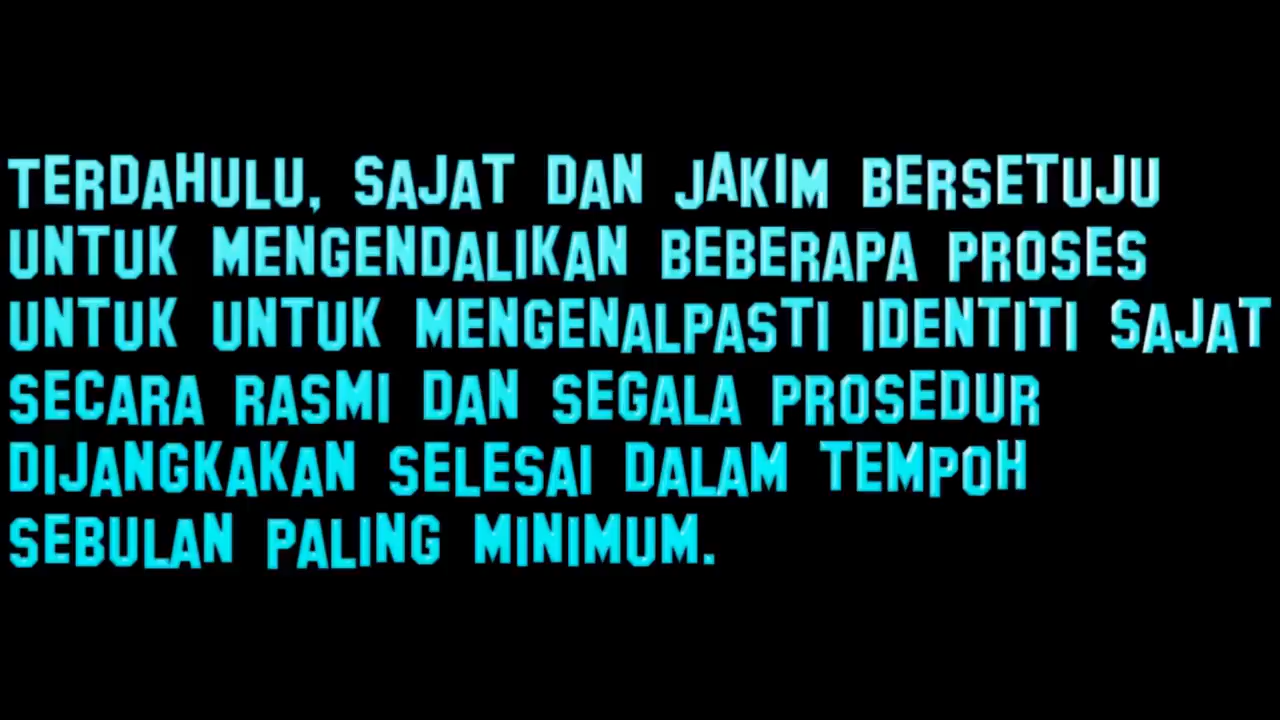 TERDAHULU, SAJAT DAN JAKIM BERSETUJU
UNTUK MENGENDALIKAN BEBERAPA PROSES
UNTUK UNTUK MENGENALPASTI IDENTITI SAJAT
SECARA RASMI DAN SEGALA PROSEDUR
DIJANGKAKAN SELESAI DALAM TEMPOH
SEBULAN PALING MINIMUM.